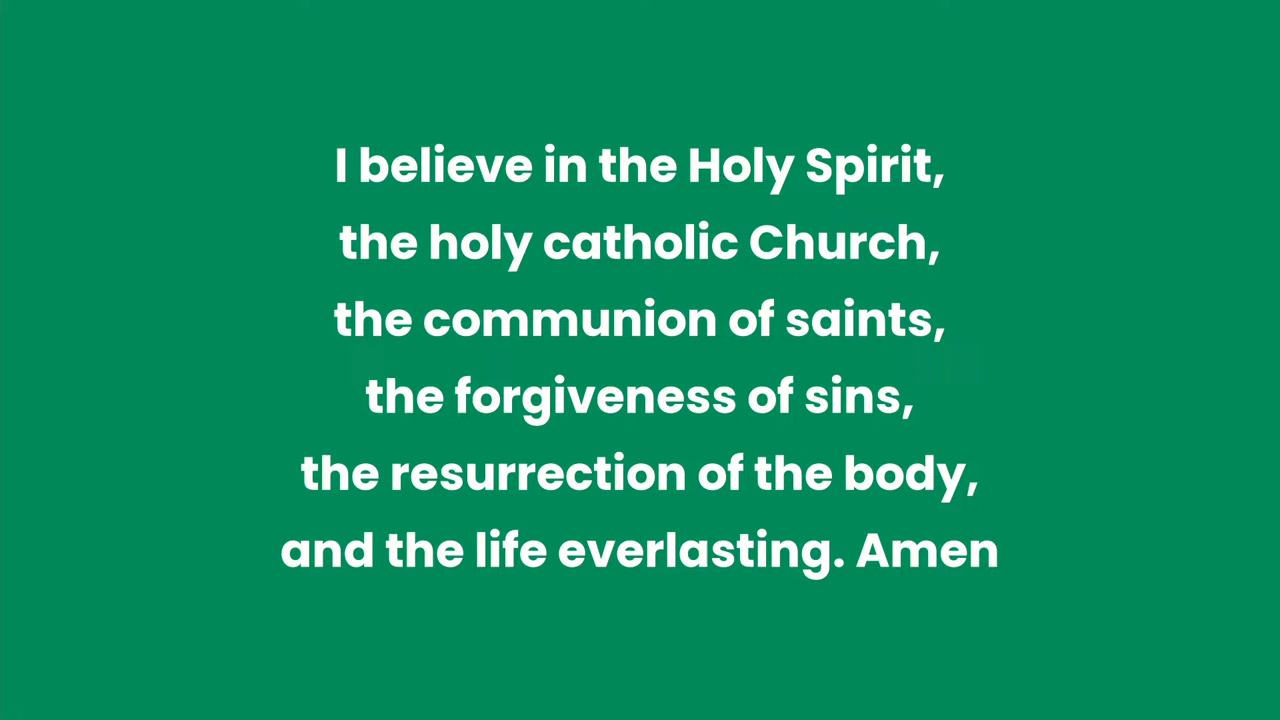 I believe in the Holy Spirit,
the holy catholic Church,
the communion of saints,
the forgiveness of sins,
the resurrection of the body,
and the life everlasting. Amen